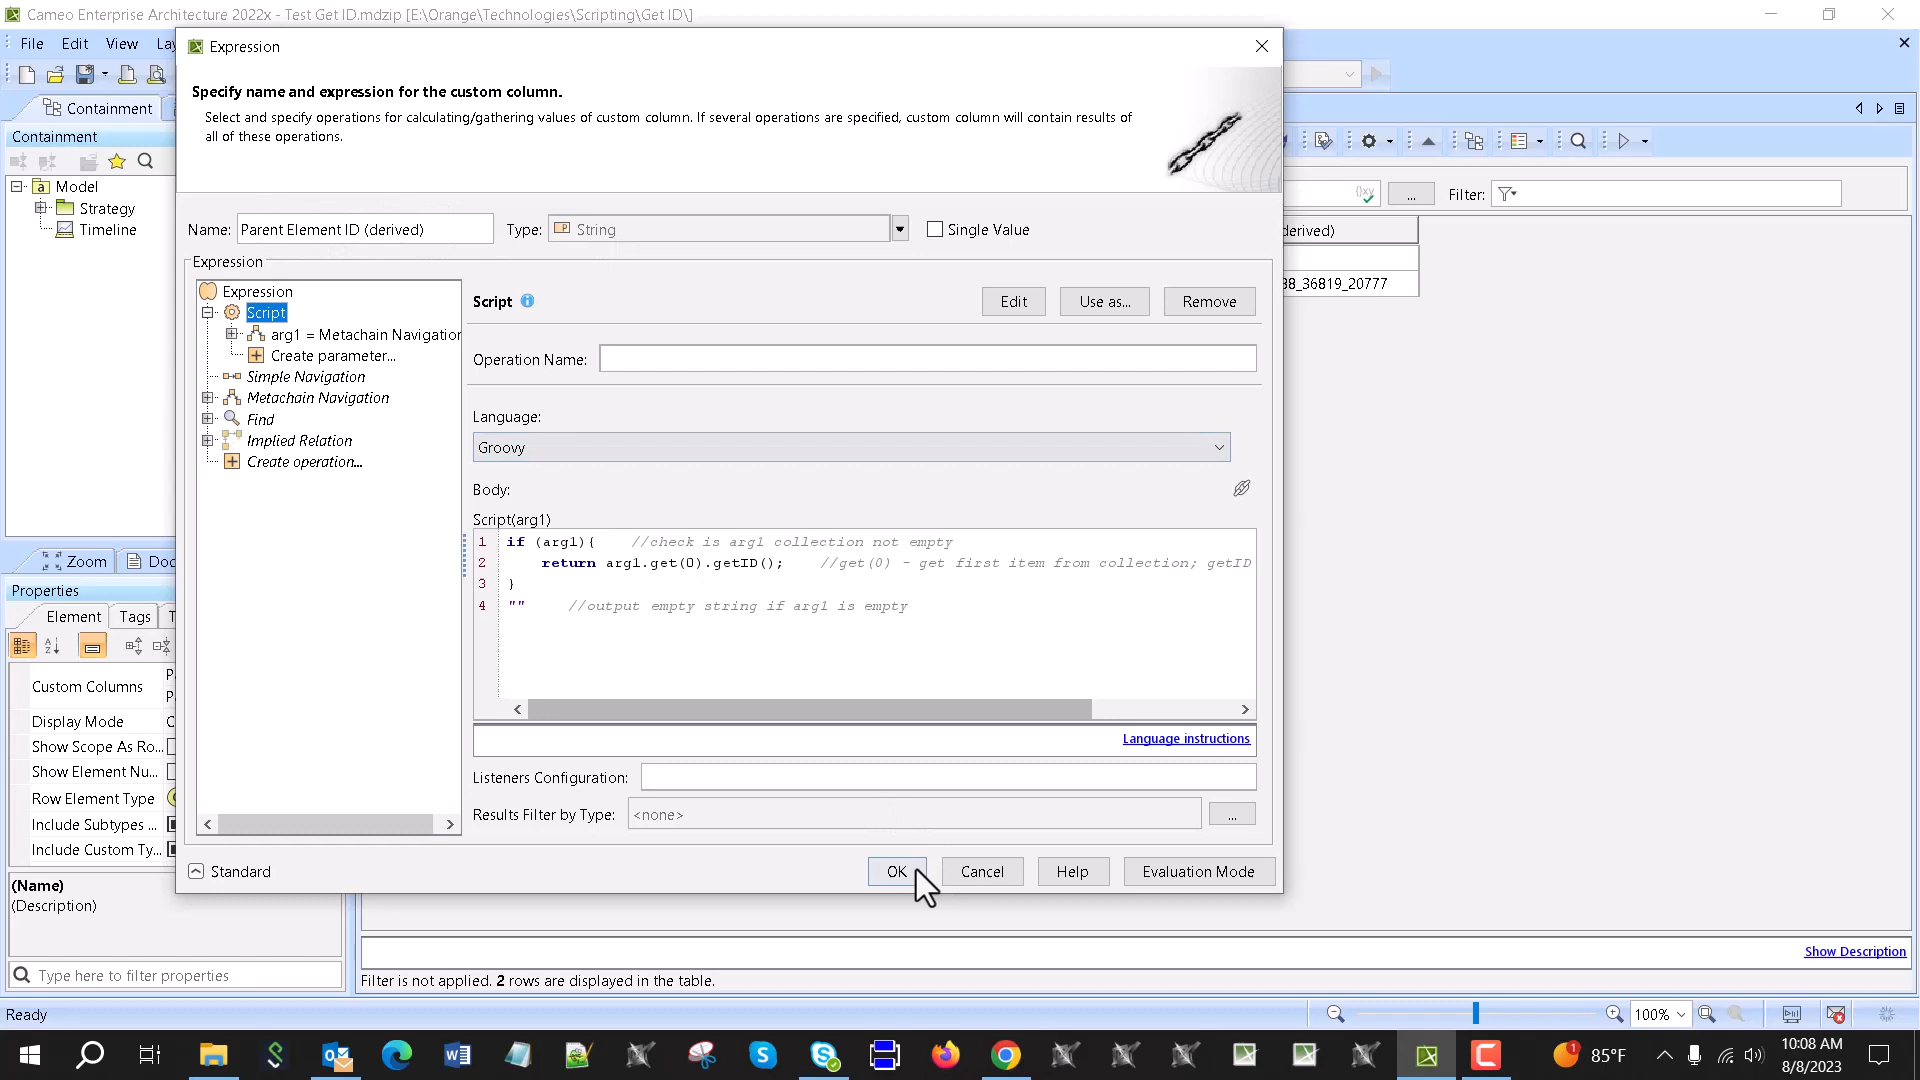 Cameo Enterprise Architecture 2022x - Test Get ID.mdzip [E:\Orange\Technologies\Scripting\Get ID\]
File Edit View Lay
Containment
Containment
Model
Strategy
Timeline
Zoom
Doc
Properties
Element Tags T
Custom Columns
Display Mode
Show Scope As Ro...
Show Element Nu...
Row Element Type
Include Subtypes ...
Include Custom Ty...
(Name)
(Description)
Type here to filter properties
Ready
Expression
Specify name and expression for the custom column.
Select and specify operations for calculating/gathering values of custom column. If several operations are specified, custom column will contain results of
all of these operations.
Name: Parent Element ID (derived) Type: String Single Value
Expression
Expression
Script
arg1 = Metachain Navigation
Create parameter...
Simple Navigation
Metachain Navigation
Find
Implied Relation
Create operation...
Script Edit Use as... Remove
Operation Name:
Language:
Groovy
Body:
Script(arg1)
1 if (arg1){ //check is arg1 collection not empty
2 return arg1.get(0).getID(); //get(0) - get first item from collection; getID
3 }
4 "" //output empty string if arg1 is empty
Language instructions
Listeners Configuration:
Results Filter by Type: <none> ...
Standard OK Cancel Help Evaluation Mode
... Filter:
derived)
38_36819_20777
Show Description
Filter is not applied. 2 rows are displayed in the table.
100%
1 85°F
10:08 AM
8/8/2023